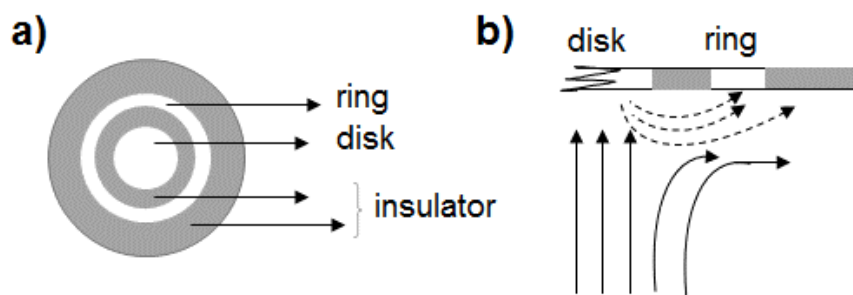 a)
ring
disk
insulator
b)
disk ring